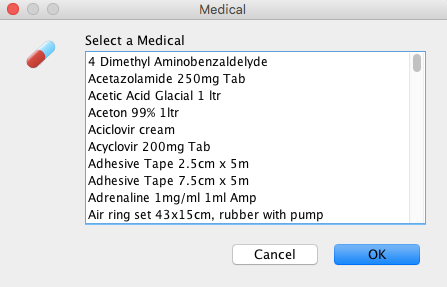 Medical
Select a Medical
4 Dimethyl Aminobenzaldelyde
Acetazolamide 250mg Tab
Acetic Acid Glacial 1 ltr
Aceton 99% 1ltr
Aciclovir cream
Acyclovir 200mg Tab
Adhesive Tape 2.5cm x 5m
Adhesive Tape 7.5cm x 5m
Adrenaline 1mg/ml 1ml Amp
Air ring set 43x15cm, rubber with pump
Cancel
OK